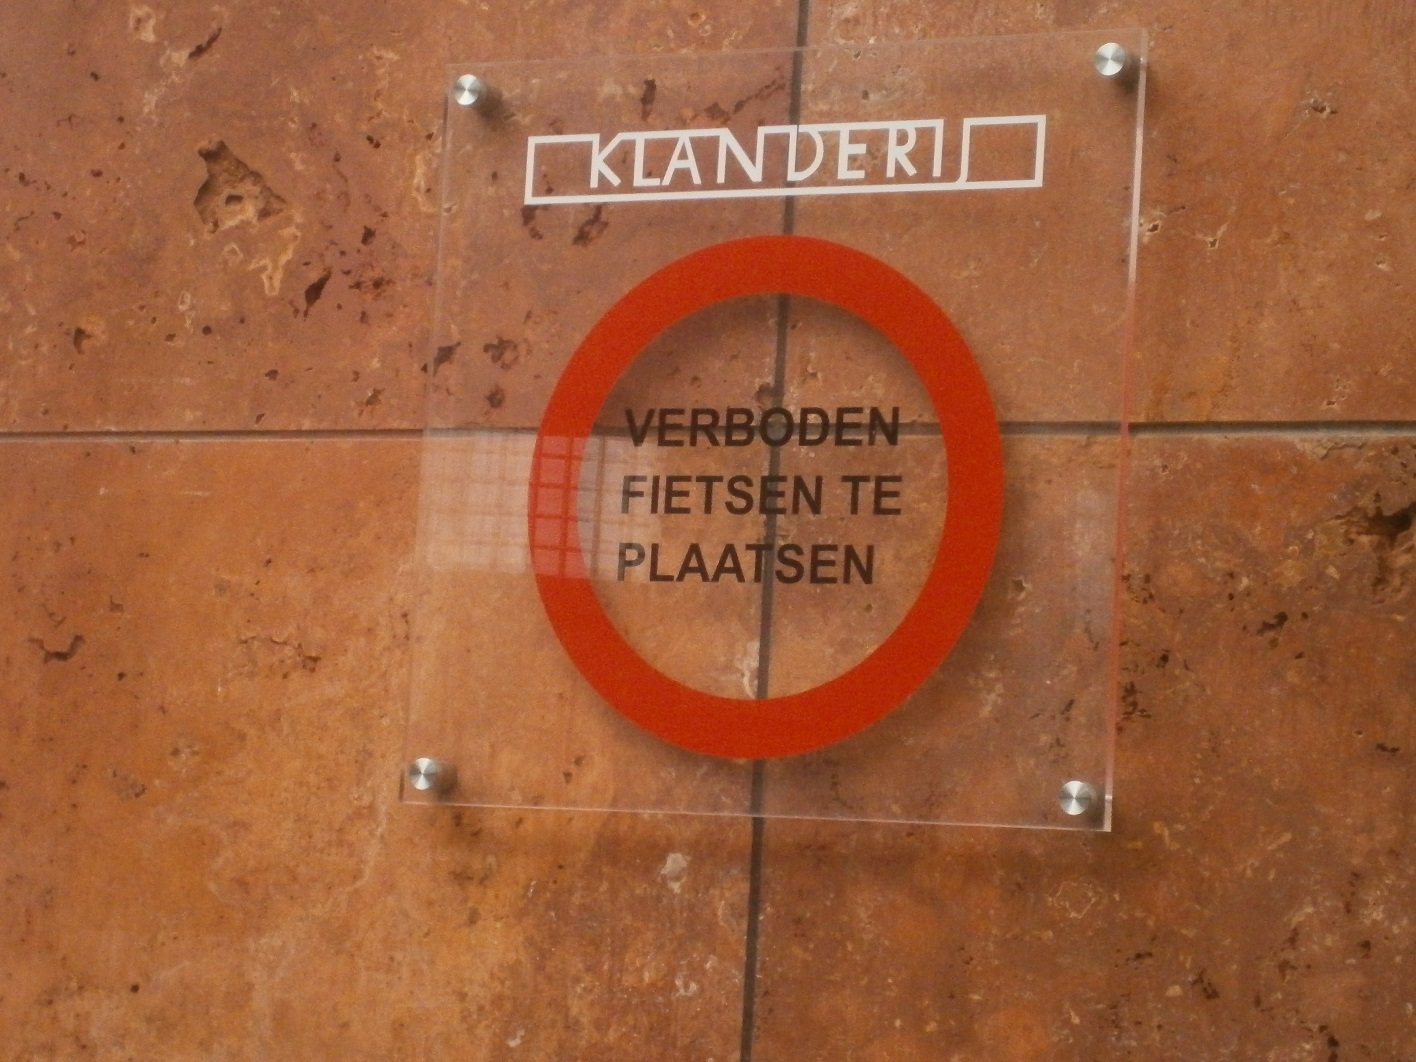 KLANDERIJ
VERBODEN
FIETSEN TE
PLAATSEN